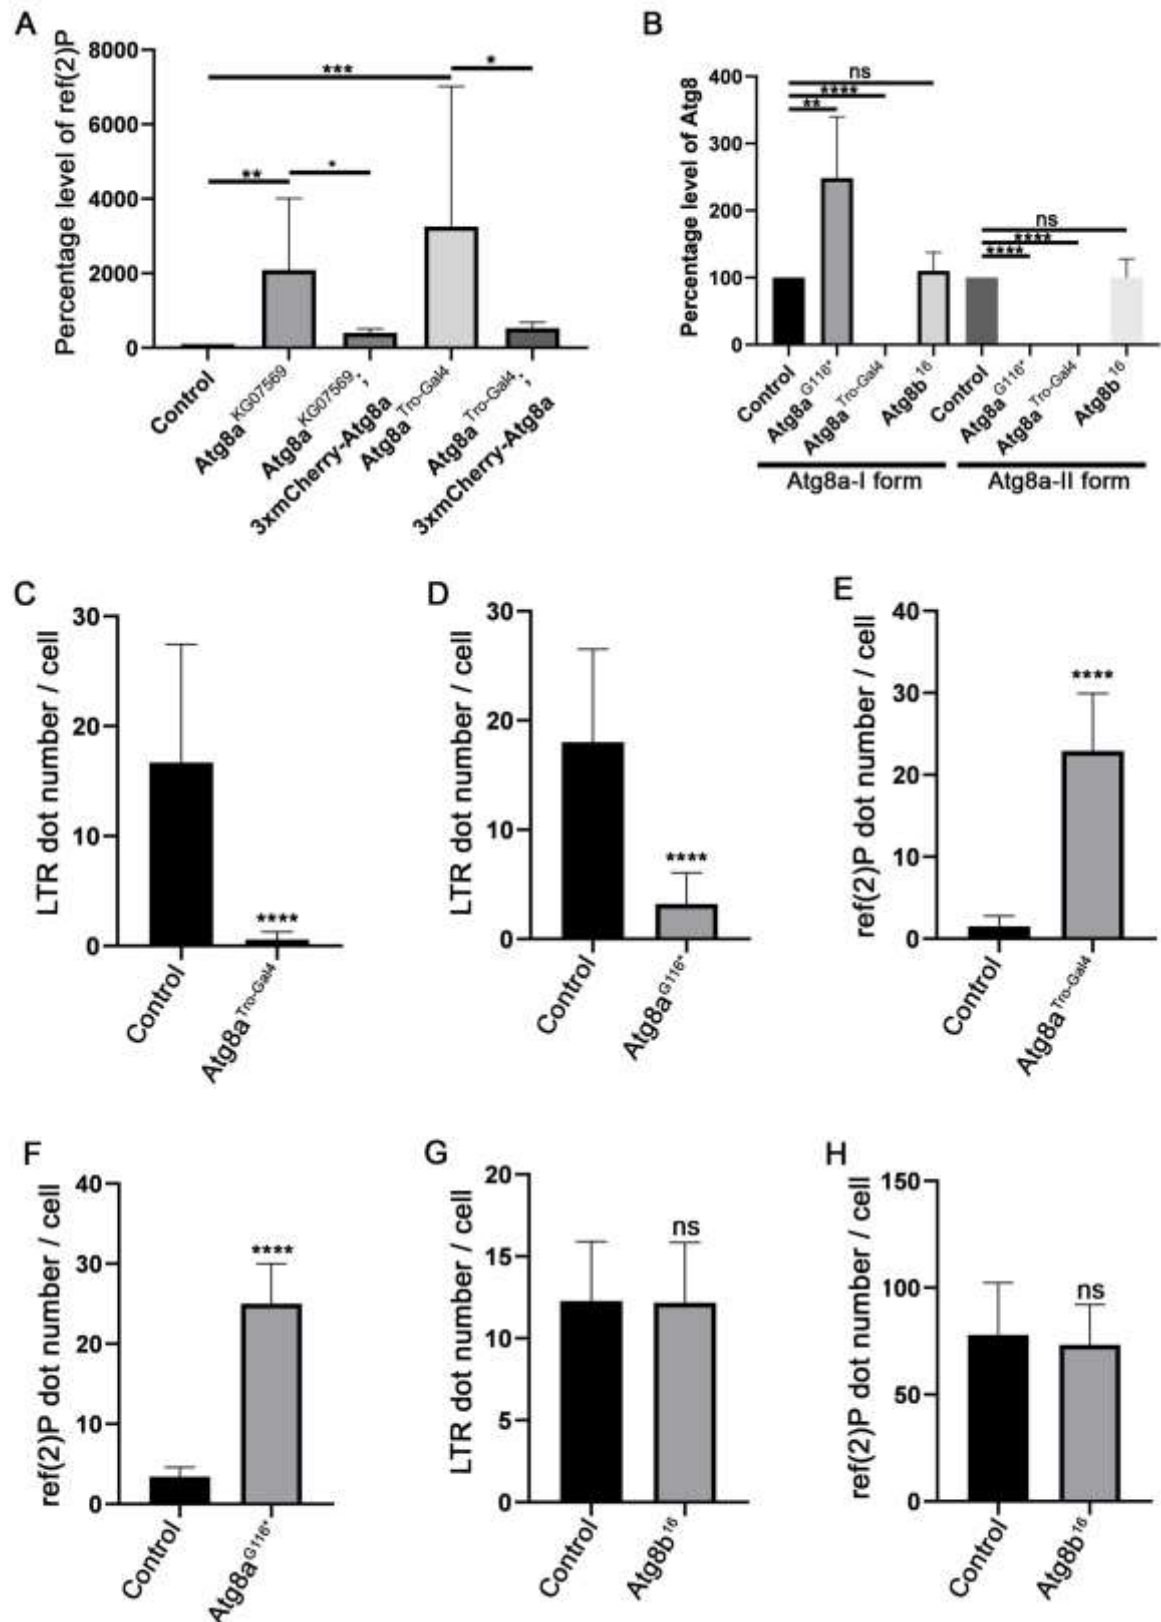 A
Percentage level of ref(2)P
8000
6000
4000
2000
0
***
*
**
*
Control
Atg8a KG07569
Atg8a KG07569;
3xmCherry-Atg8a
Atg8a Tro-Gal4
Atg8a Tro-Gal4;
3xmCherry-Atg8a
B
Percentage level of Atg8
400
300
200
100
0
ns
****
**
ns
****
****
Control
Atg8a G116*
Atg8a Tro-Gal4
Atg8b 16
Control
Atg8a G116*
Atg8a Tro-Gal4
Atg8b 16
Atg8a-I form
Atg8a-II form
C
LTR dot number / cell
30
20
10
0
****
Control
Atg8a Tro-Gal4
D
LTR dot number / cell
30
20
10
0
****
Control
Atg8a G116*
E
ref(2)P dot number / cell
40
30
20
10
0
****
Control
Atg8a Tro-Gal4
F
ref(2)P dot number / cell
40
30
20
10
0
****
Control
Atg8a G116*
G
LTR dot number / cell
20
15
10
5
0
ns
Control
Atg8b 16
H
ref(2)P dot number / cell
150
100
50
0
ns
Control
Atg8b 16